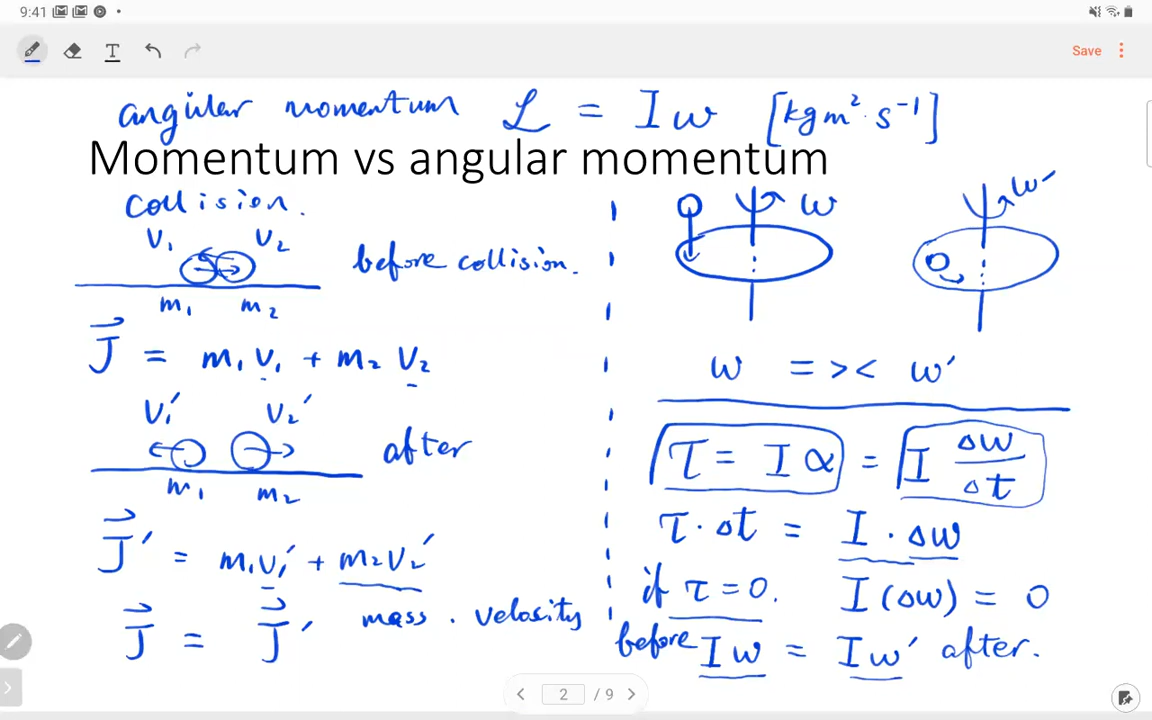 9:41
T
Save
angular momentum L = Iω [kgm²·s⁻¹]
Momentum vs angular momentum
collision.
V₁ V₂
before collision.
m₁ m₂
J⃗ = m₁V₁ + m₂V₂
V₁′ V₂′
after
m₁ m₂
J⃗′ = m₁V₁′ + m₂V₂′
mass · velosity
J⃗ = J⃗′
ω
ω′
ω = >< ω′
τ = Iα = I Δω/Δt
τ·Δt = I·Δω
if τ=0. I(Δω) = 0
before Iω = Iω′ after.
2 / 9